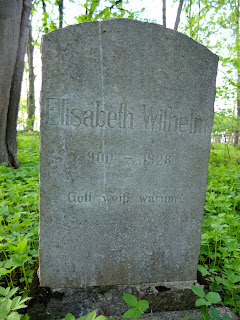 Elisabeth Wilhelm
1900 – 1928
Gott weiß warum.